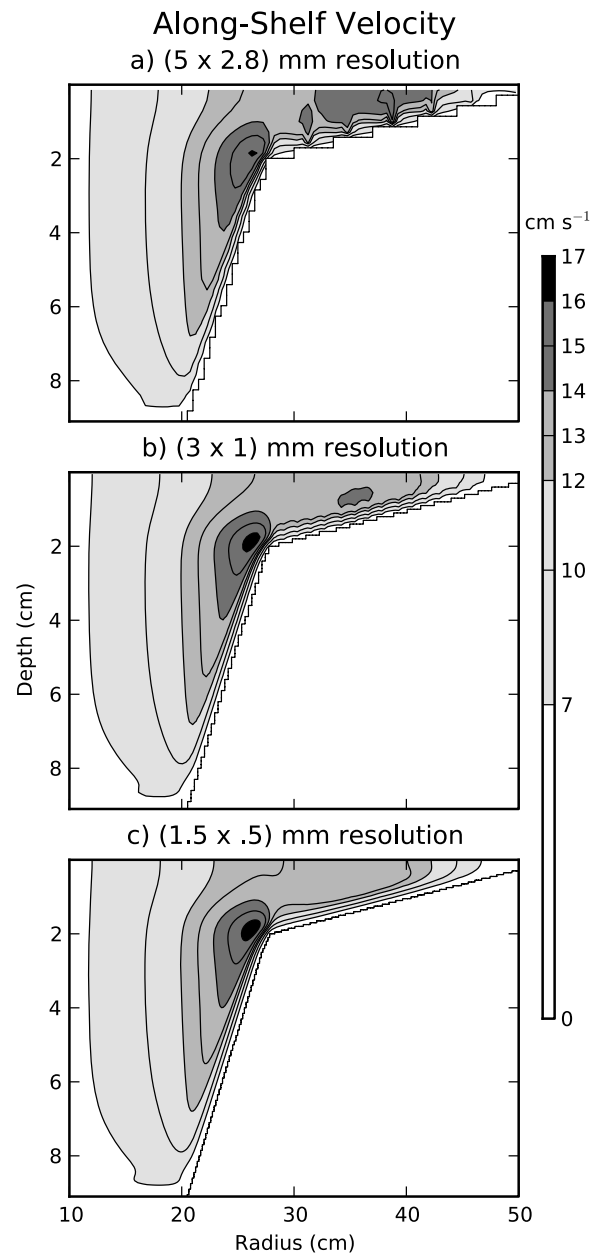 Along-Shelf Velocity
a) (5 x 2.8) mm resolution
2
4
6
8
cm s⁻¹
17
16
15
14
13
12
10
7
0
b) (3 x 1) mm resolution
2
4
6
8
Depth (cm)
c) (1.5 x .5) mm resolution
2
4
6
8
10 20 30 40 50
Radius (cm)